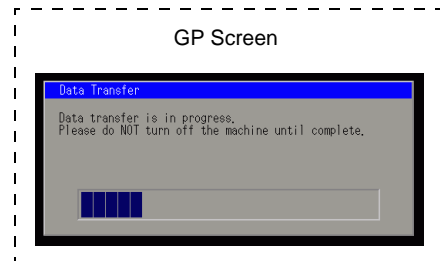 GP Screen
Data Transfer
Data transfer is in progress.
Please do NOT turn off the machine until complete.